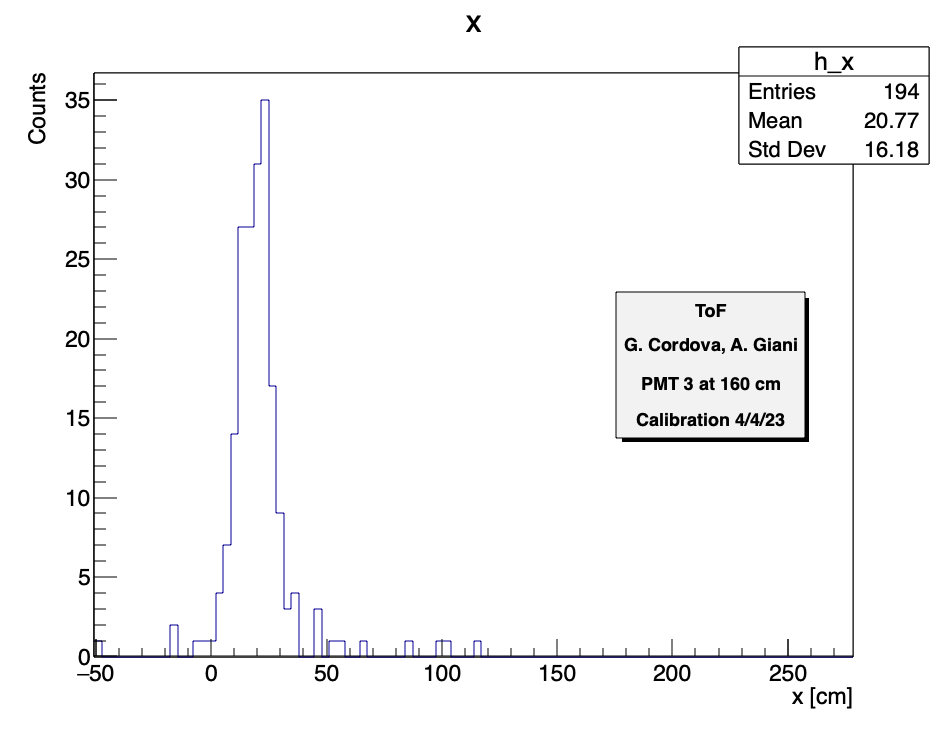 X
Counts
h_x
Entries 194
Mean 20.77
Std Dev 16.18
35
30
25
20
15
10
5
0
ToF
G. Cordova, A. Giani
PMT 3 at 160 cm
Calibration 4/4/23
−50 0 50 100 150 200 250
x [cm]